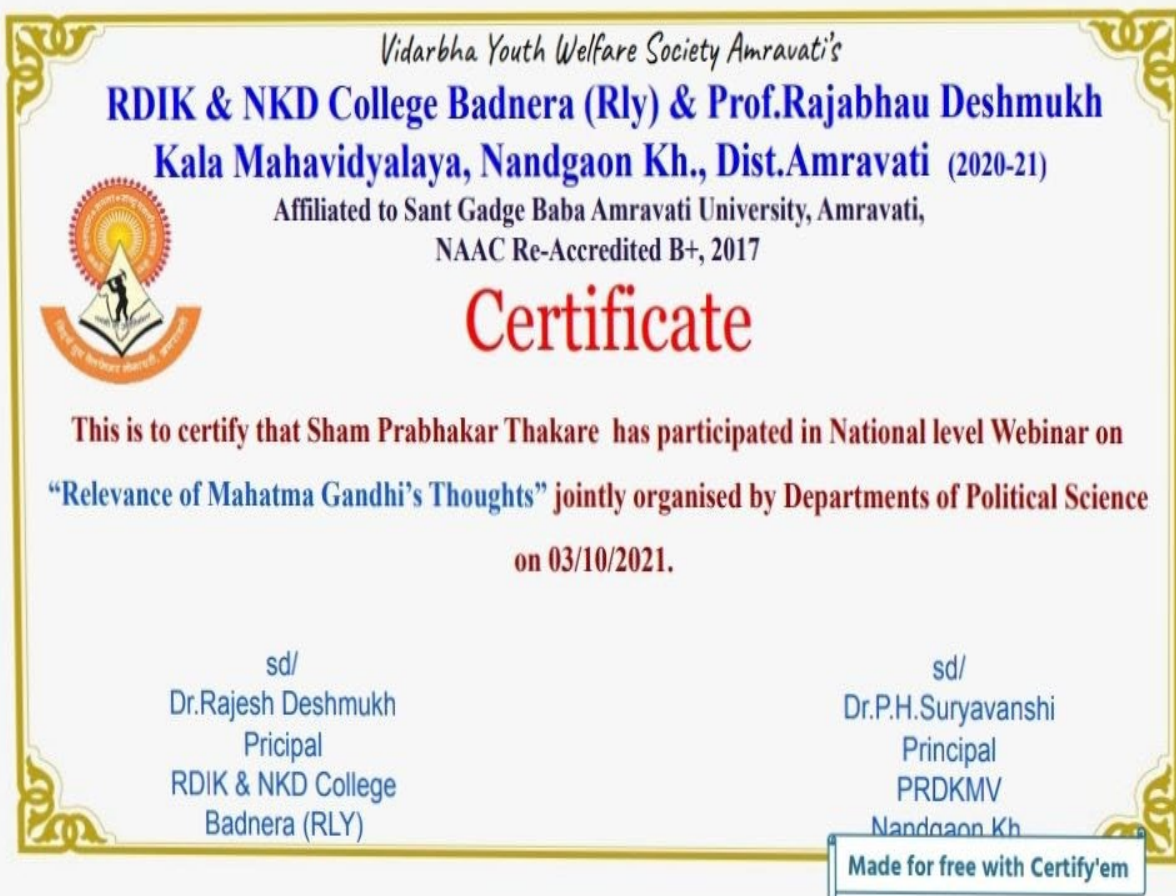 Vidarbha Youth Welfare Society Amravati's
RDIK & NKD College Badnera (Rly) & Prof.Rajabhau Deshmukh
Kala Mahavidyalaya, Nandgaon Kh., Dist.Amravati (2020-21)
Affiliated to Sant Gadge Baba Amravati University, Amravati,
NAAC Re-Accredited B+, 2017
Certificate
This is to certify that Sham Prabhakar Thakare has participated in National level Webinar on
“Relevance of Mahatma Gandhi's Thoughts” jointly organised by Departments of Political Science
on 03/10/2021.
sd/
Dr.Rajesh Deshmukh
Pricipal
RDIK & NKD College
Badnera (RLY)
sd/
Dr.P.H.Suryavanshi
Principal
PRDKMV
Nandgaon Kh
Made for free with Certify'em